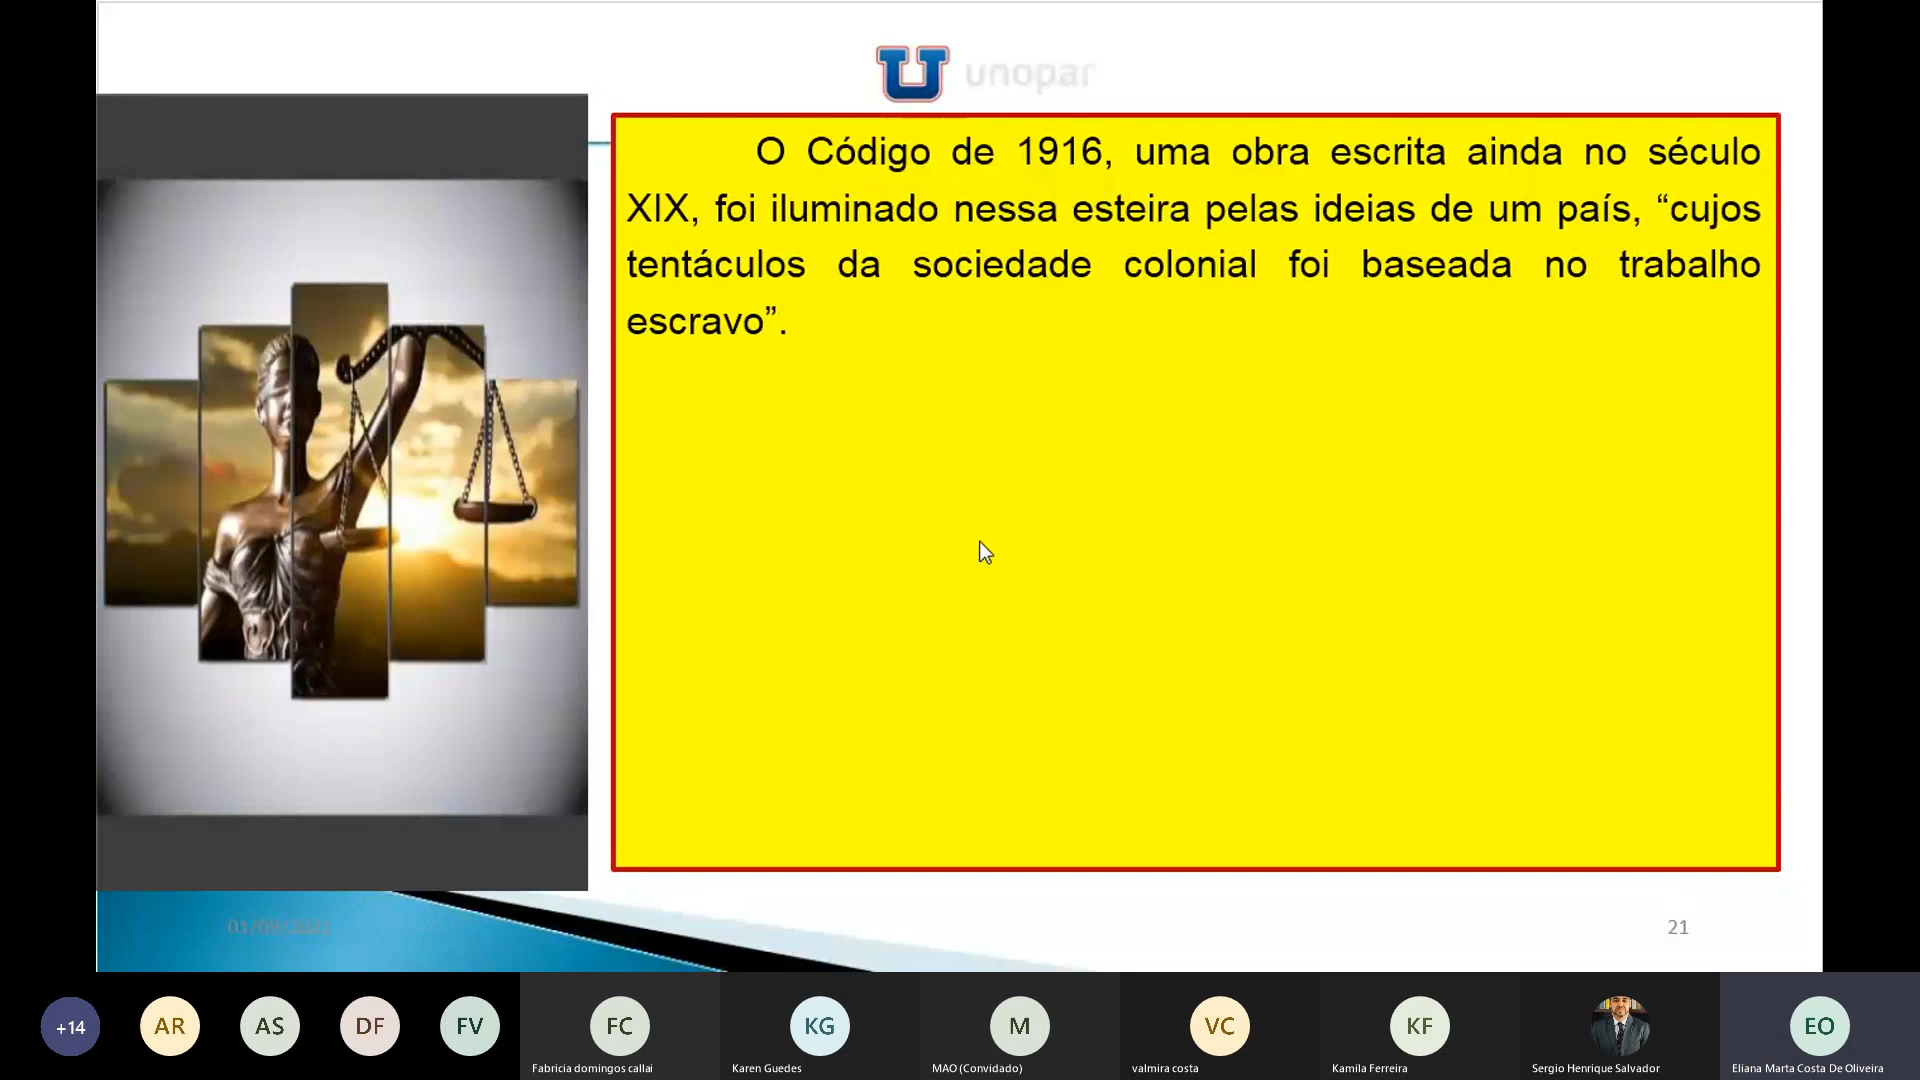 unopar
O Código de 1916, uma obra escrita ainda no século
XIX, foi iluminado nessa esteira pelas ideias de um país, “cujos
tentáculos da sociedade colonial foi baseada no trabalho
escravo”.
21
+14
AR
AS
DF
FV
FC
KG
M
VC
KF
EO
Fabricia domingos callai
Karen Guedes
MAO (Convidado)
valmira costa
Kamila Ferreira
Sergio Henrique Salvador
Eliana Marta Costa De Oliveira